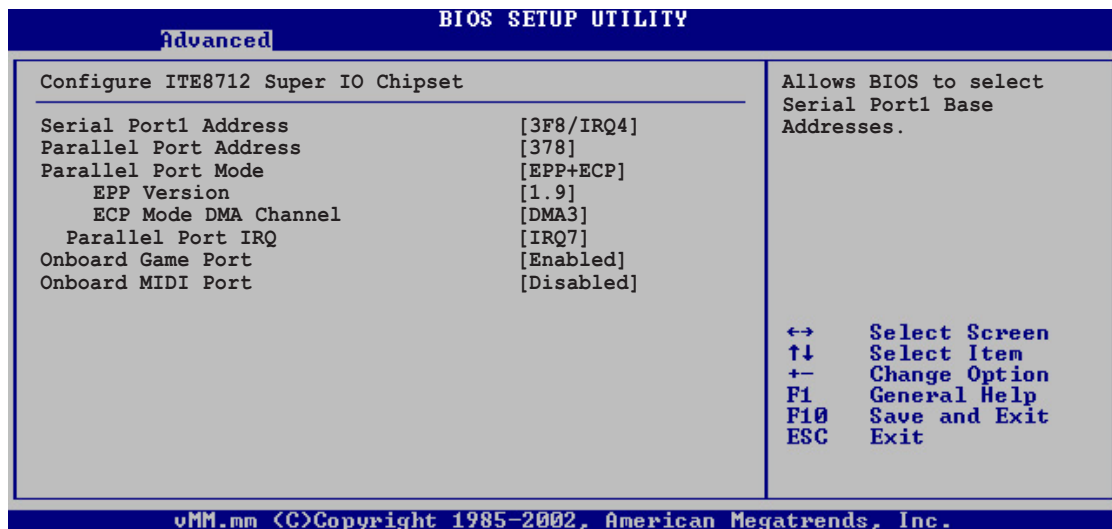 BIOS SETUP UTILITY
Advanced
Configure ITE8712 Super IO Chipset
Serial Port1 Address [3F8/IRQ4]
Parallel Port Address [378]
Parallel Port Mode [EPP+ECP]
EPP Version [1.9]
ECP Mode DMA Channel [DMA3]
Parallel Port IRQ [IRQ7]
Onboard Game Port [Enabled]
Onboard MIDI Port [Disabled]
Allows BIOS to select
Serial Port1 Base
Addresses.
←→ Select Screen
↑↓ Select Item
+- Change Option
F1 General Help
F10 Save and Exit
ESC Exit
vMM.mm (C)Copyright 1985-2002, American Megatrends, Inc.